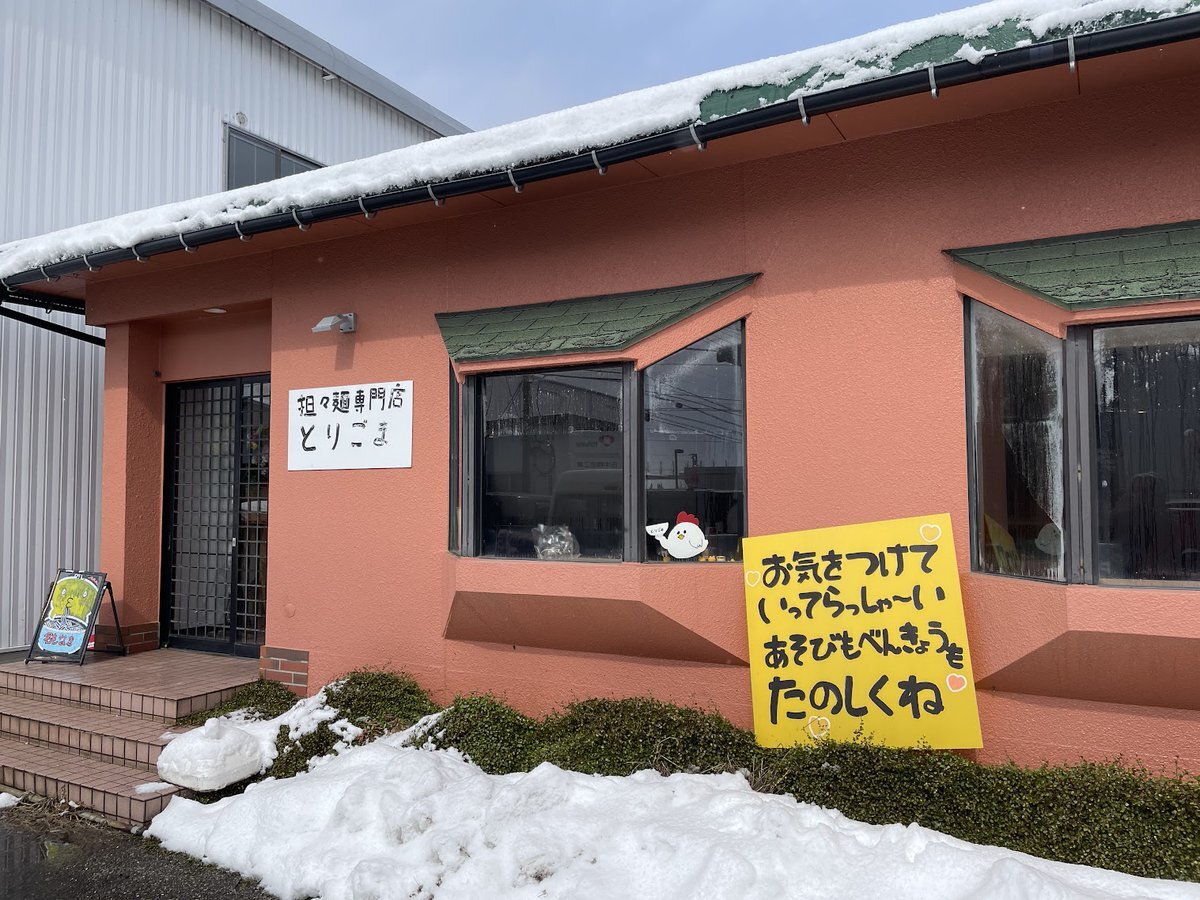 担々麺専門店
とりごま
お気をつけて
いってらっしゃ〜い
あそびもべんきょうも
たのしくね